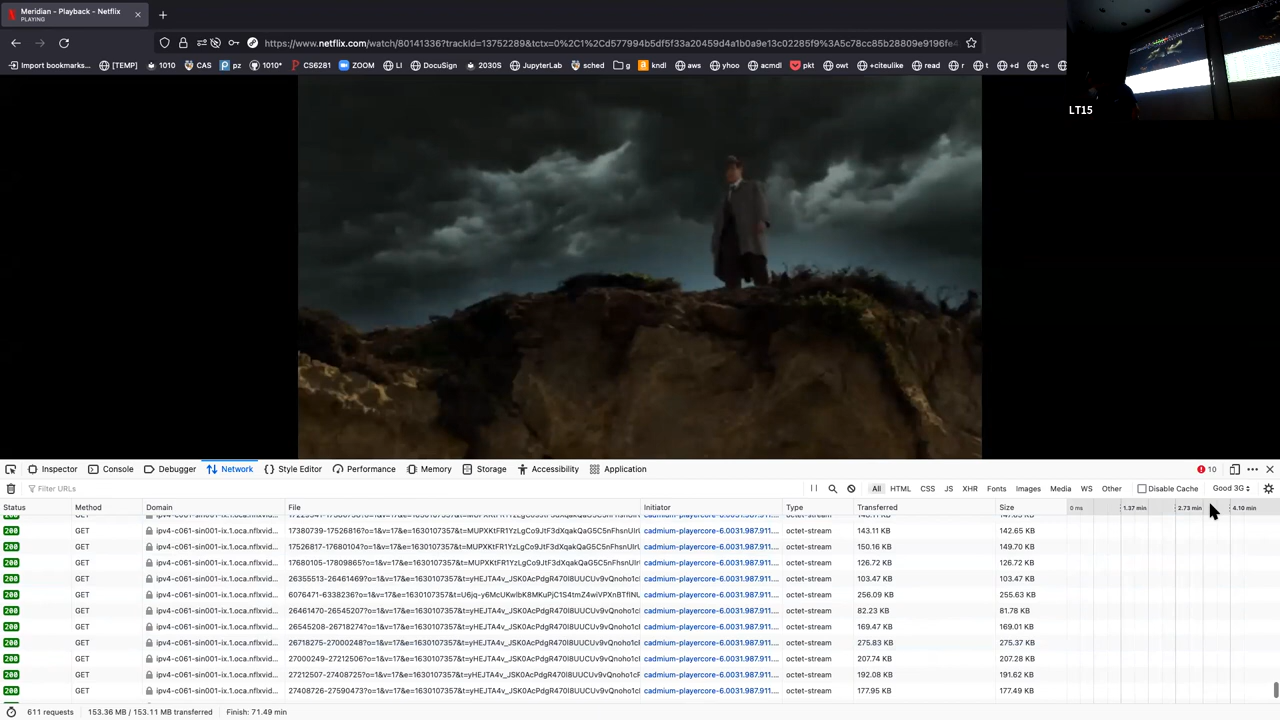 Meridian - Playback - Netflix
PLAYING
https://www.netflix.com/watch/80141336?trackId=13752289&tctx=0%2C1%2Cd577994b5df5f33a20459d4a1b0a9e13c02285f9%3A5c78cc85b28809e9196fe
Import bookmarks... [TEMP] 1010 CAS pz 1010* CS6281 ZOOM LI DocuSign 2030S JupyterLab sched g kndl aws yhoo acmdl pkt owt +citeulike read r t +d +c
LT15
Inspector Console Debugger Network Style Editor Performance Memory Storage Accessibility Application 10
Filter URLs All HTML CSS JS XHR Fonts Images Media WS Other Disable Cache Good 3G
Status Method Domain File Initiator Type Transferred Size 0 ms 1.37 min 2.73 min 4.10 min
200 GET ipv4-c061-sin001-ix.1.oca.nflxvid... 17380739-17526816?o=1&v=17&e=1630107357&t=MUPXKtFR1YzLgCo9JtF3dXqakQaG5C5nFhsnUIrU cadmium-playercore-6.0031.987.911.... octet-stream 143.11 KB 142.65 KB
200 GET ipv4-c061-sin001-ix.1.oca.nflxvid... 17526817-17680104?o=1&v=17&e=1630107357&t=MUPXKtFR1YzLgCo9JtF3dXqakQaG5C5nFhsnUIrU cadmium-playercore-6.0031.987.911.... octet-stream 150.16 KB 149.70 KB
200 GET ipv4-c061-sin001-ix.1.oca.nflxvid... 17680105-17809865?o=1&v=17&e=1630107357&t=MUPXKtFR1YzLgCo9JtF3dXqakQaG5C5nFhsnUIrU cadmium-playercore-6.0031.987.911.... octet-stream 126.72 KB 126.72 KB
200 GET ipv4-c061-sin001-ix.1.oca.nflxvid... 26355513-26461469?o=1&v=17&e=1630107357&t=yHEJTA4v_JSK0AcPdgR470I8UUCUv9vQnoho1cI cadmium-playercore-6.0031.987.911.... octet-stream 103.47 KB 103.47 KB
200 GET ipv4-c061-sin001-ix.1.oca.nflxvid... 6076471-6338236?o=1&v=17&e=1630107357&t=U6jq-y6McUKwIbK8MKuPjC1S4tmZ4wiVPXnBTfINU cadmium-playercore-6.0031.987.911.... octet-stream 256.09 KB 255.63 KB
200 GET ipv4-c061-sin001-ix.1.oca.nflxvid... 26461470-26545207?o=1&v=17&e=1630107357&t=yHEJTA4v_JSK0AcPdgR470I8UUCUv9vQnoho1cI cadmium-playercore-6.0031.987.911.... octet-stream 82.23 KB 81.78 KB
200 GET ipv4-c061-sin001-ix.1.oca.nflxvid... 26545208-26718274?o=1&v=17&e=1630107357&t=yHEJTA4v_JSK0AcPdgR470I8UUCUv9vQnoho1cI cadmium-playercore-6.0031.987.911.... octet-stream 169.47 KB 169.01 KB
200 GET ipv4-c061-sin001-ix.1.oca.nflxvid... 26718275-27000248?o=1&v=17&e=1630107357&t=yHEJTA4v_JSK0AcPdgR470I8UUCUv9vQnoho1cI cadmium-playercore-6.0031.987.911.... octet-stream 275.83 KB 275.37 KB
200 GET ipv4-c061-sin001-ix.1.oca.nflxvid... 27000249-27212506?o=1&v=17&e=1630107357&t=yHEJTA4v_JSK0AcPdgR470I8UUCUv9vQnoho1cI cadmium-playercore-6.0031.987.911.... octet-stream 207.74 KB 207.28 KB
200 GET ipv4-c061-sin001-ix.1.oca.nflxvid... 27212507-27408725?o=1&v=17&e=1630107357&t=yHEJTA4v_JSK0AcPdgR470I8UUCUv9vQnoho1cF cadmium-playercore-6.0031.987.911.... octet-stream 192.08 KB 191.62 KB
200 GET ipv4-c061-sin001-ix.1.oca.nflxvid... 27408726-27590473?o=1&v=17&e=1630107357&t=yHEJTA4v_JSK0AcPdgR470I8UUCUv9vQnoho1cI cadmium-playercore-6.0031.987.911.... octet-stream 177.95 KB 177.49 KB
611 requests 153.36 MB / 153.11 MB transferred Finish: 71.49 min